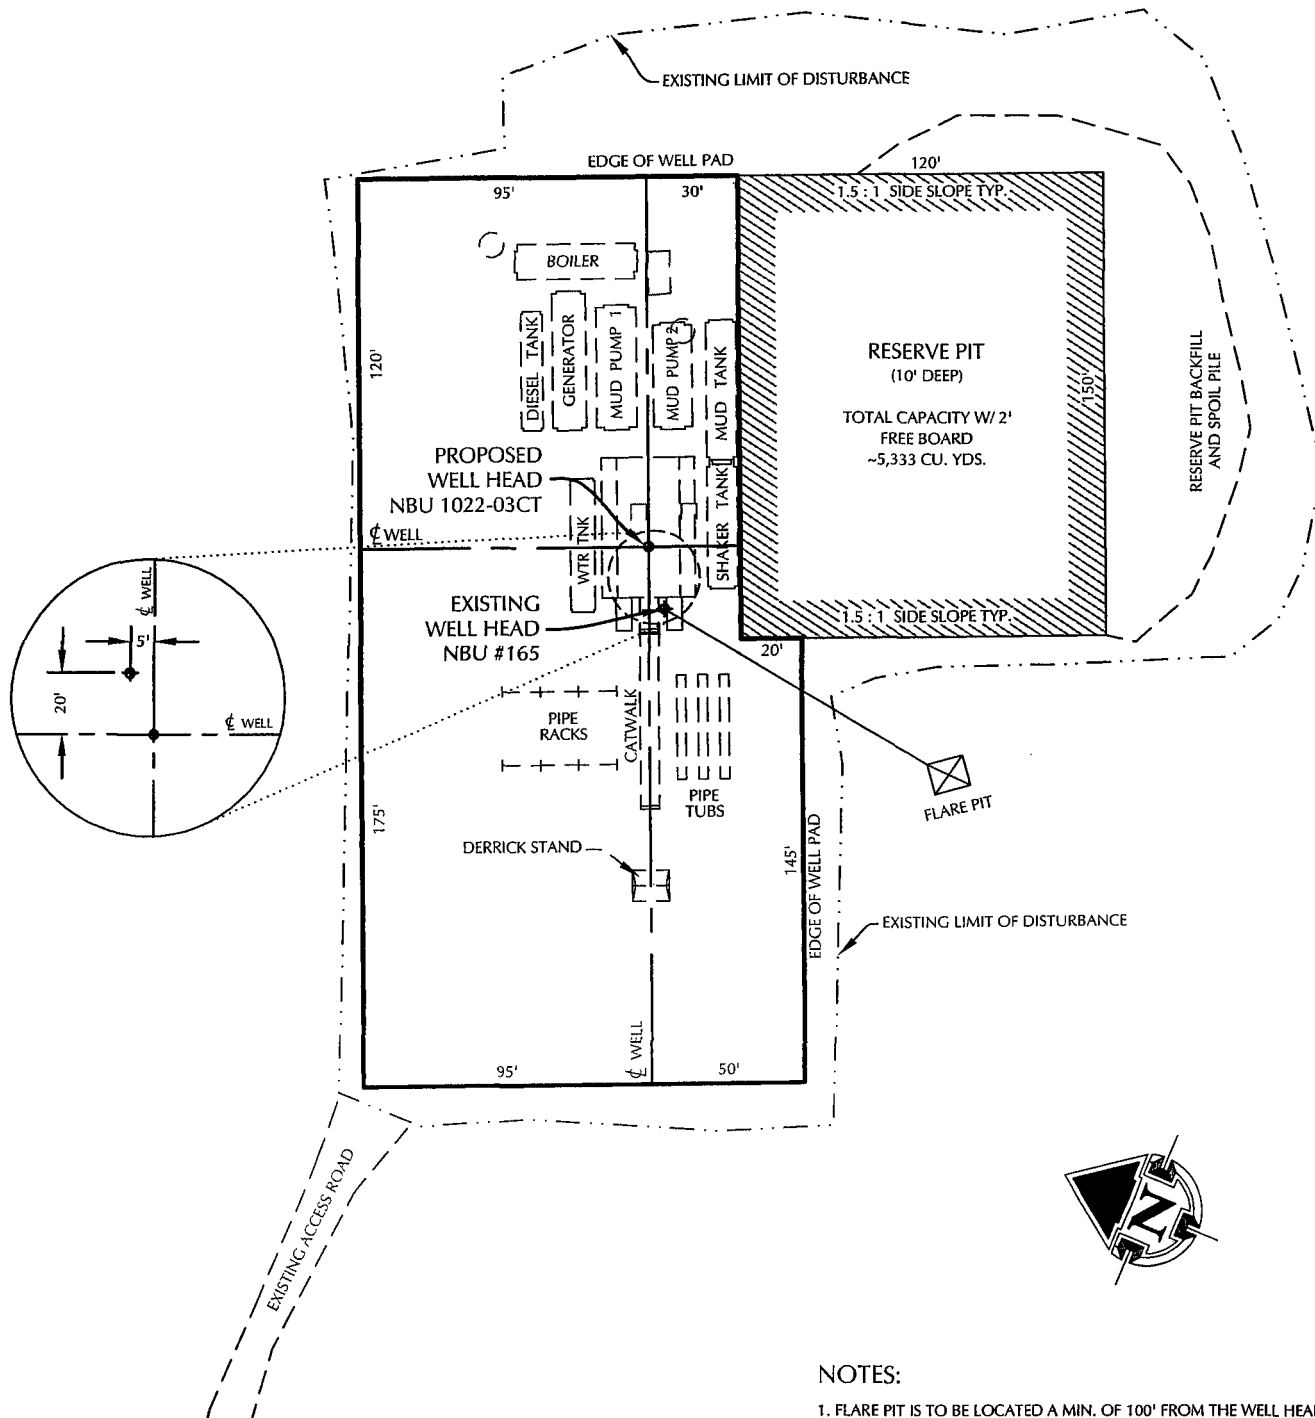 EXISTING LIMIT OF DISTURBANCE
EDGE OF WELL PAD
120'
95'
30'
1.5 : 1 SIDE SLOPE TYP.
BOILER
DIESEL TANK
GENERATOR
MUD PUMP 1
MUD PUMP 2
MUD TANK
120'
RESERVE PIT
(10' DEEP)
TOTAL CAPACITY W/ 2'
FREE BOARD
~5,333 CU. YDS.
150'
RESERVE PIT BACKFILL
AND SPOIL PILE
PROPOSED
WELL HEAD
NBU 1022-03CT
℄ WELL
WTR TNK
SHAKER TANK
℄ WELL
5'
20'
℄ WELL
EXISTING
WELL HEAD
NBU #165
1.5 : 1 SIDE SLOPE TYP.
20'
PIPE
RACKS
CATWALK
PIPE
TUBS
FLARE PIT
175'
DERRICK STAND
145'
EDGE OF WELL PAD
EXISTING LIMIT OF DISTURBANCE
℄ WELL
95'
50'
EXISTING ACCESS ROAD
N
NOTES:
1. FLARE PIT IS TO BE LOCATED A MIN. OF 100' FROM THE WELL HEA